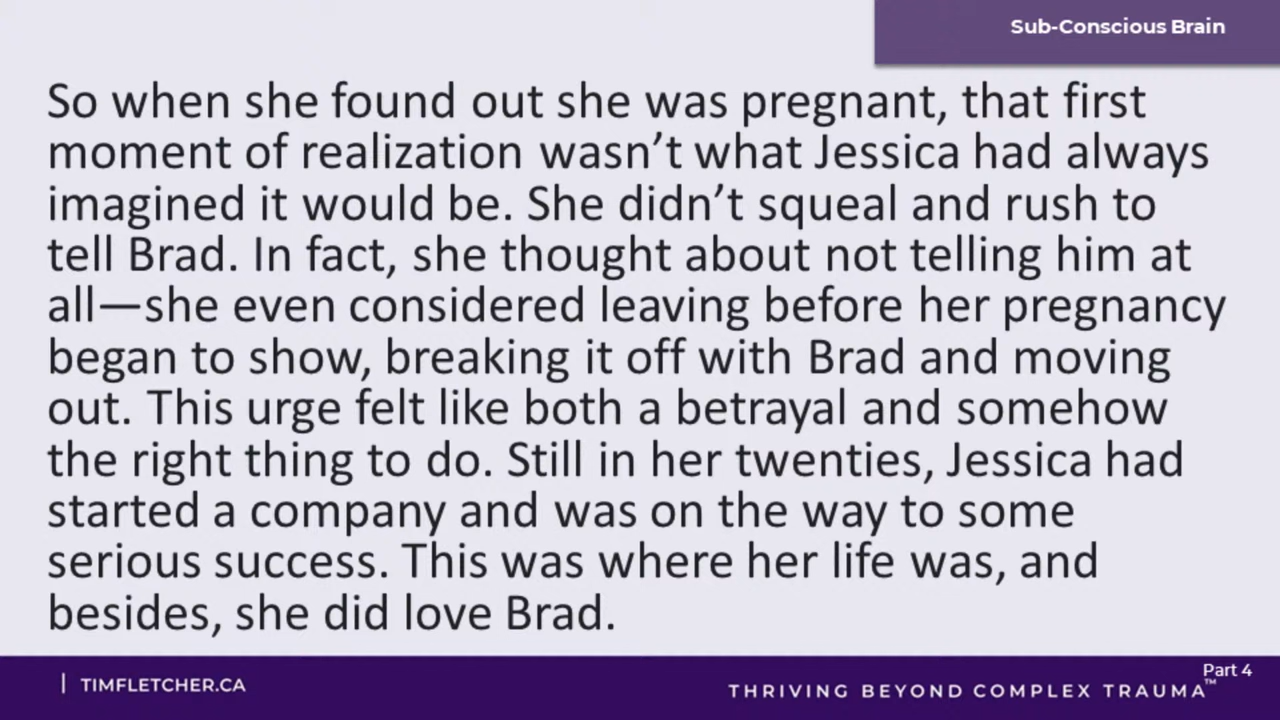 Sub-Conscious Brain
So when she found out she was pregnant, that first
moment of realization wasn’t what Jessica had always
imagined it would be. She didn’t squeal and rush to
tell Brad. In fact, she thought about not telling him at
all—she even considered leaving before her pregnancy
began to show, breaking it off with Brad and moving
out. This urge felt like both a betrayal and somehow
the right thing to do. Still in her twenties, Jessica had
started a company and was on the way to some
serious success. This was where her life was, and
besides, she did love Brad.
| TIMFLETCHER.CA
THRIVING BEYOND COMPLEX TRAUMA™
Part 4